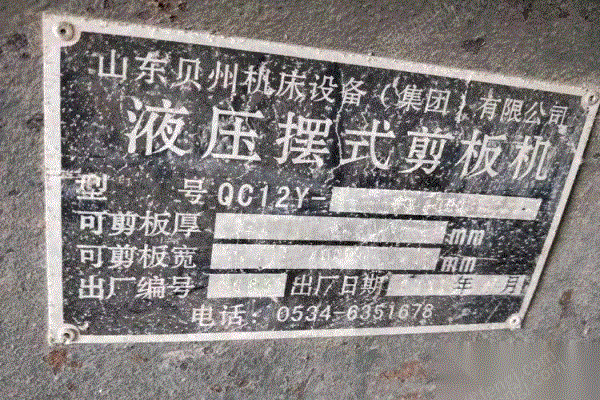 山东贝州机床设备（集团）有限公司
液压摆式剪板机
型 号 QC12Y-
可剪板厚 mm
可剪板宽 mm
出厂编号 出厂日期 年 月
电话：0534-6351678